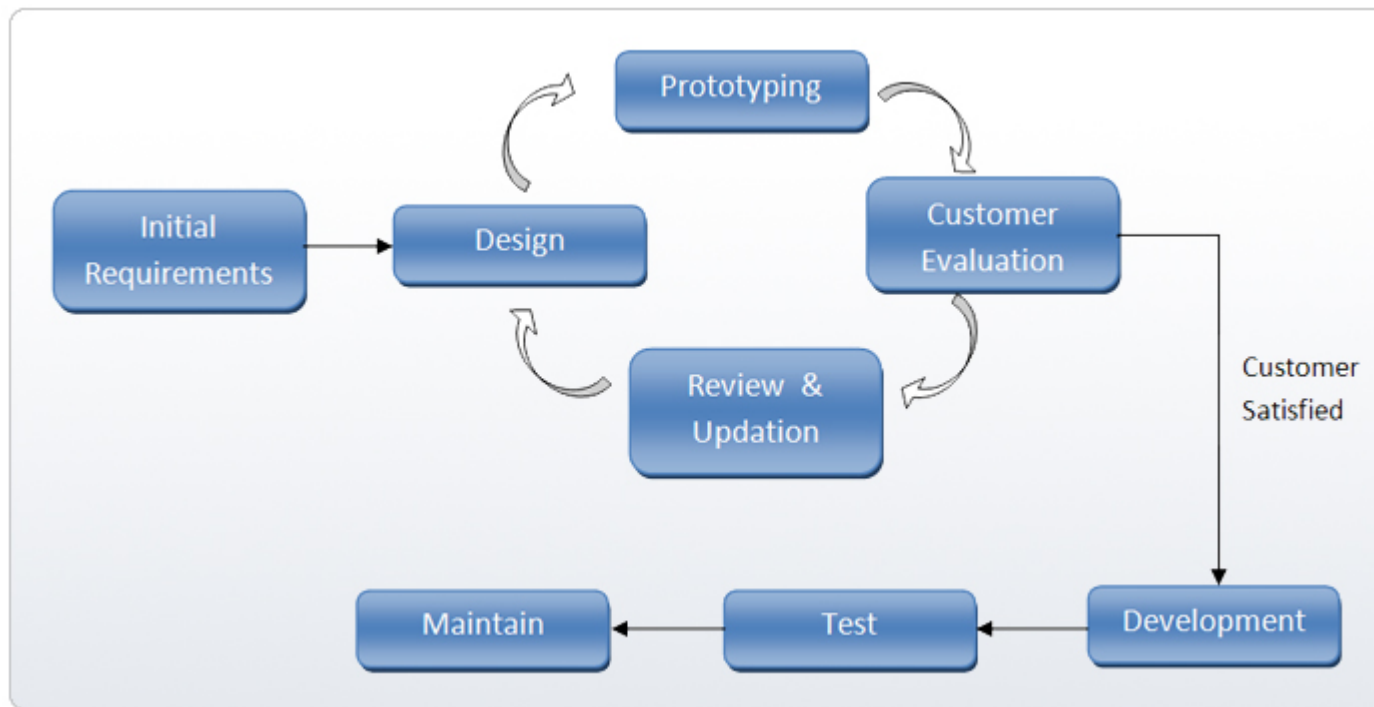 Prototyping
Initial
Requirements
Design
Customer
Evaluation
Review & 
Updation
Customer
Satisfied
Maintain
Test
Development